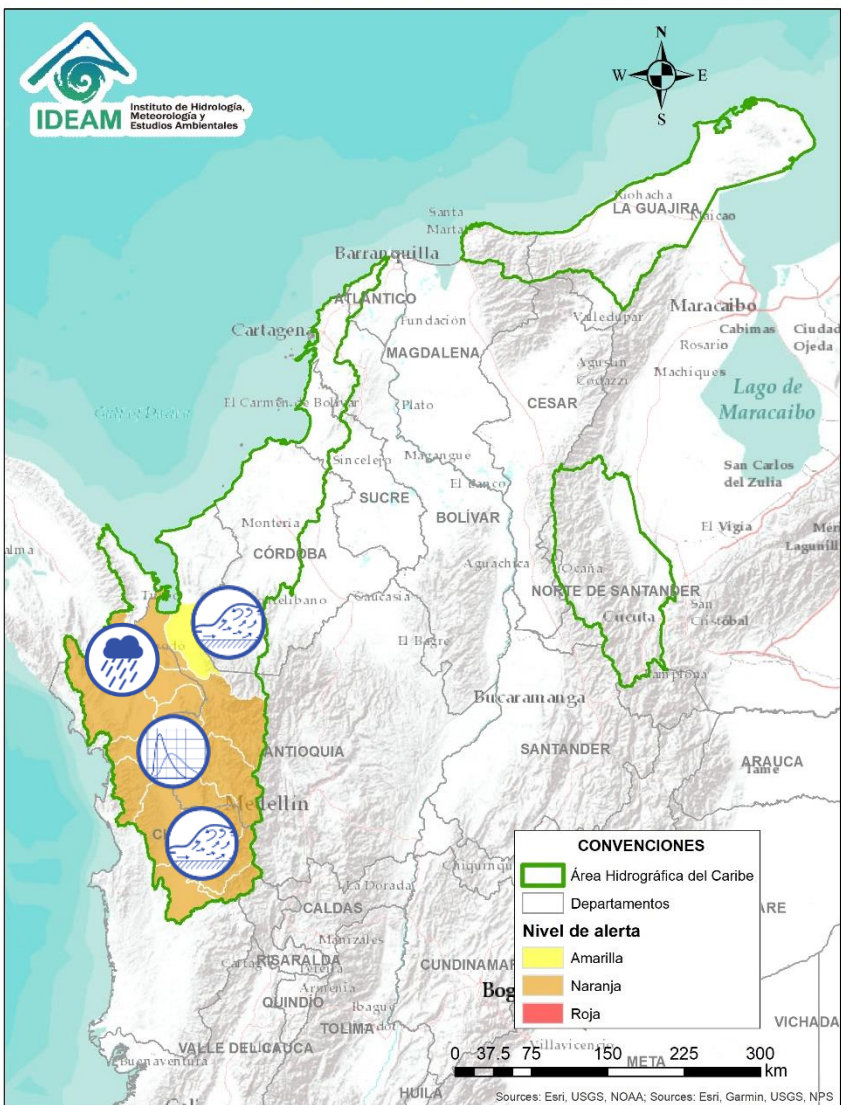 IDEAM
Instituto de Hidrología,
Meteorología y
Estudios Ambientales
N
W
E
S
Riohacha
LA GUAJIRA
Maicao
Santa
Marta
Barranquilla
ATLÁNTICO
Maracaibo
Cabimas
Ciudad
Ojeda
Cartagena
Fundación
Valledupar
Rosario
MAGDALENA
Machiques
Agustín
Codazzi
Lago de
Maracaibo
El Carmen de Bolívar
Plato
CESAR
Sincelejo
Magangue
San Carlos
del Zulia
SUCRE
El Banco
BOLÍVAR
Montería
El Vigía
CÓRDOBA
Aguachica
Ocaña
NORTE DE SANTANDER
Caucasia
Cucuta
San
Cristóbal
El Bagre
Bucaramanga
ANTIOQUIA
SANTANDER
ARAUCA
Tame
Medellín
La Dorada
CALDAS
Manizales
RISARALDA
Pereira
Armenia
QUINDÍO
Ibague
TOLIMA
VALLE DEL CAUCA
Buenaventura
HUILA
Villavicencio
META
VICHADA
CONVENCIONES
Área Hidrográfica del Caribe
Departamentos
Nivel de alerta
Amarilla
Naranja
Roja
0 37.5 75 150 225 300
km
Sources: Esri, USGS, NOAA; Sources: Esri, Garmin, USGS, NPS